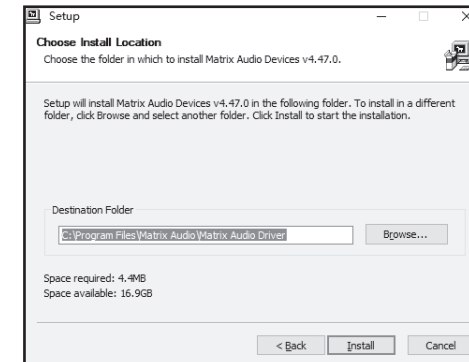 Setup
Choose Install Location
Choose the folder in which to install Matrix Audio Devices v4.47.0.
Setup will install Matrix Audio Devices v4.47.0 in the following folder. To install in a different
folder, click Browse and select another folder. Click Install to start the installation.
Destination Folder
C:\Program Files\Matrix Audio\Matrix Audio Driver
Browse...
Space required: 4.4MB
Space available: 16.9GB
< Back
Install
Cancel